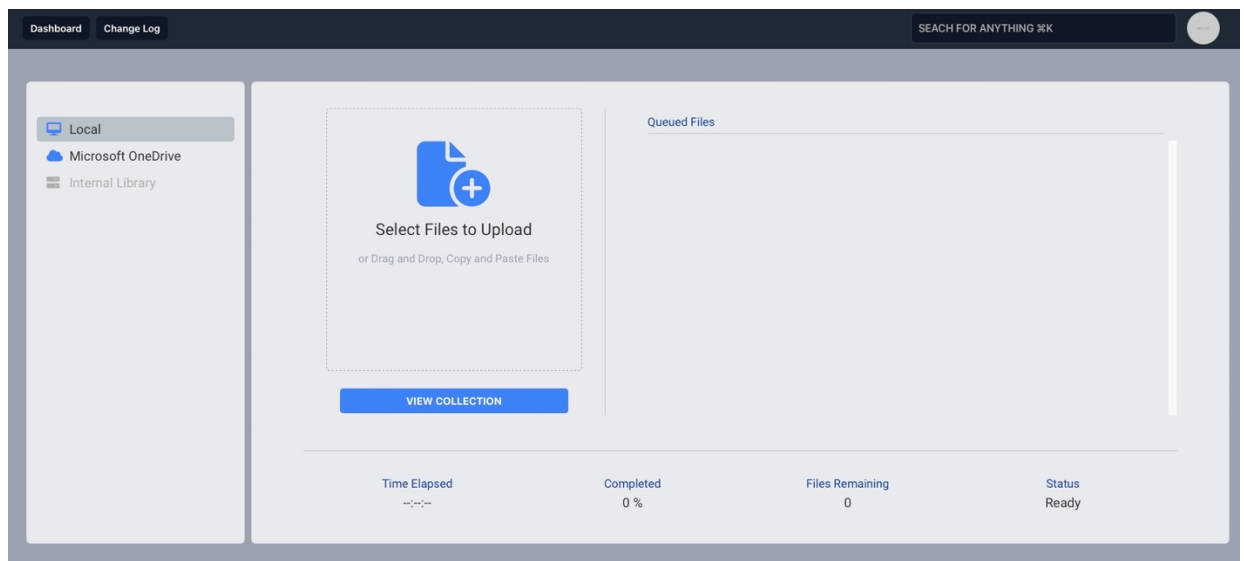 Dashboard
Change Log
SEACH FOR ANYTHING ⌘K
Local
Microsoft OneDrive
Internal Library
Select Files to Upload
or Drag and Drop, Copy and Paste Files
VIEW COLLECTION
Queued Files
Time Elapsed
--:--:--
Completed
0 %
Files Remaining
0
Status
Ready